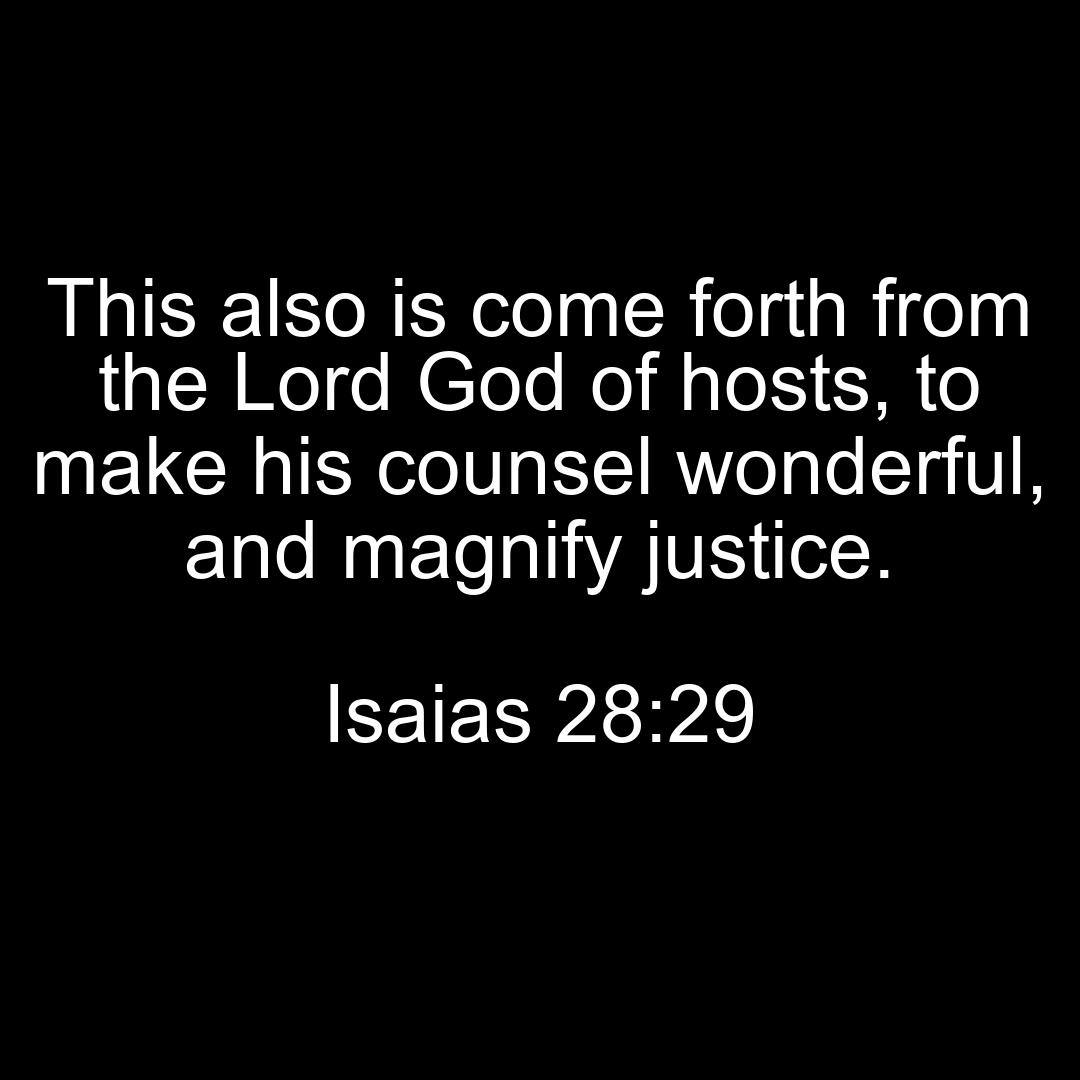 This also is come forth from
the Lord God of hosts, to
make his counsel wonderful,
and magnify justice.
Isaias 28:29